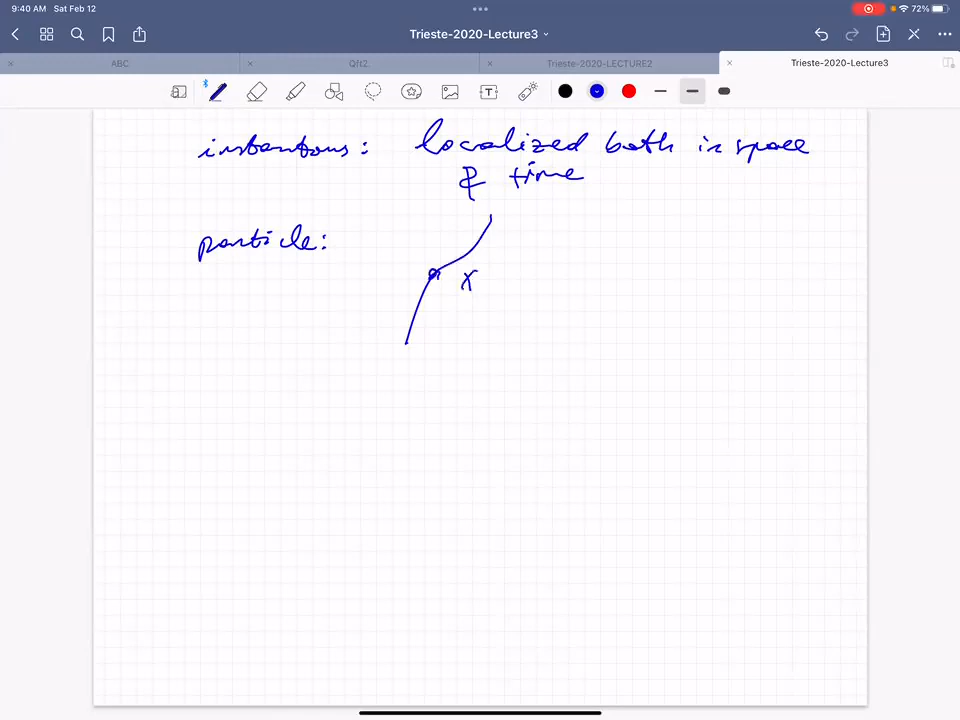 9:40 AM Sat Feb 12
72%
Trieste-2020-Lecture3
ABC
Qft2.
Trieste-2020-LECTURE2
Trieste-2020-Lecture3
T
instantons: localized both in space
& time
particle:
x